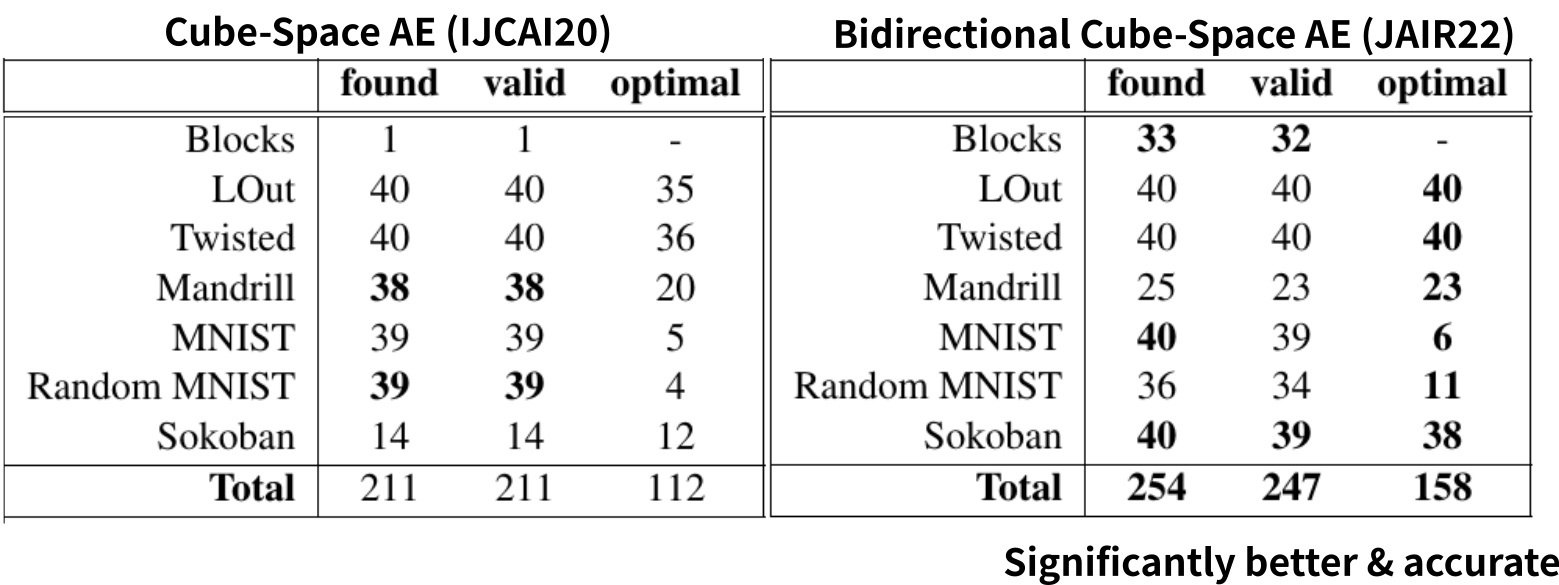 Cube-Space AE (IJCAI20)
found valid optimal
Blocks 1 1 -
LOut 40 40 35
Twisted 40 40 36
Mandrill 38 38 20
MNIST 39 39 5
Random MNIST 39 39 4
Sokoban 14 14 12
Total 211 211 112
Bidirectional Cube-Space AE (JAIR22)
found valid optimal
Blocks 33 32 -
LOut 40 40 40
Twisted 40 40 40
Mandrill 25 23 23
MNIST 40 39 6
Random MNIST 36 34 11
Sokoban 40 39 38
Total 254 247 158
Significantly better & accurate